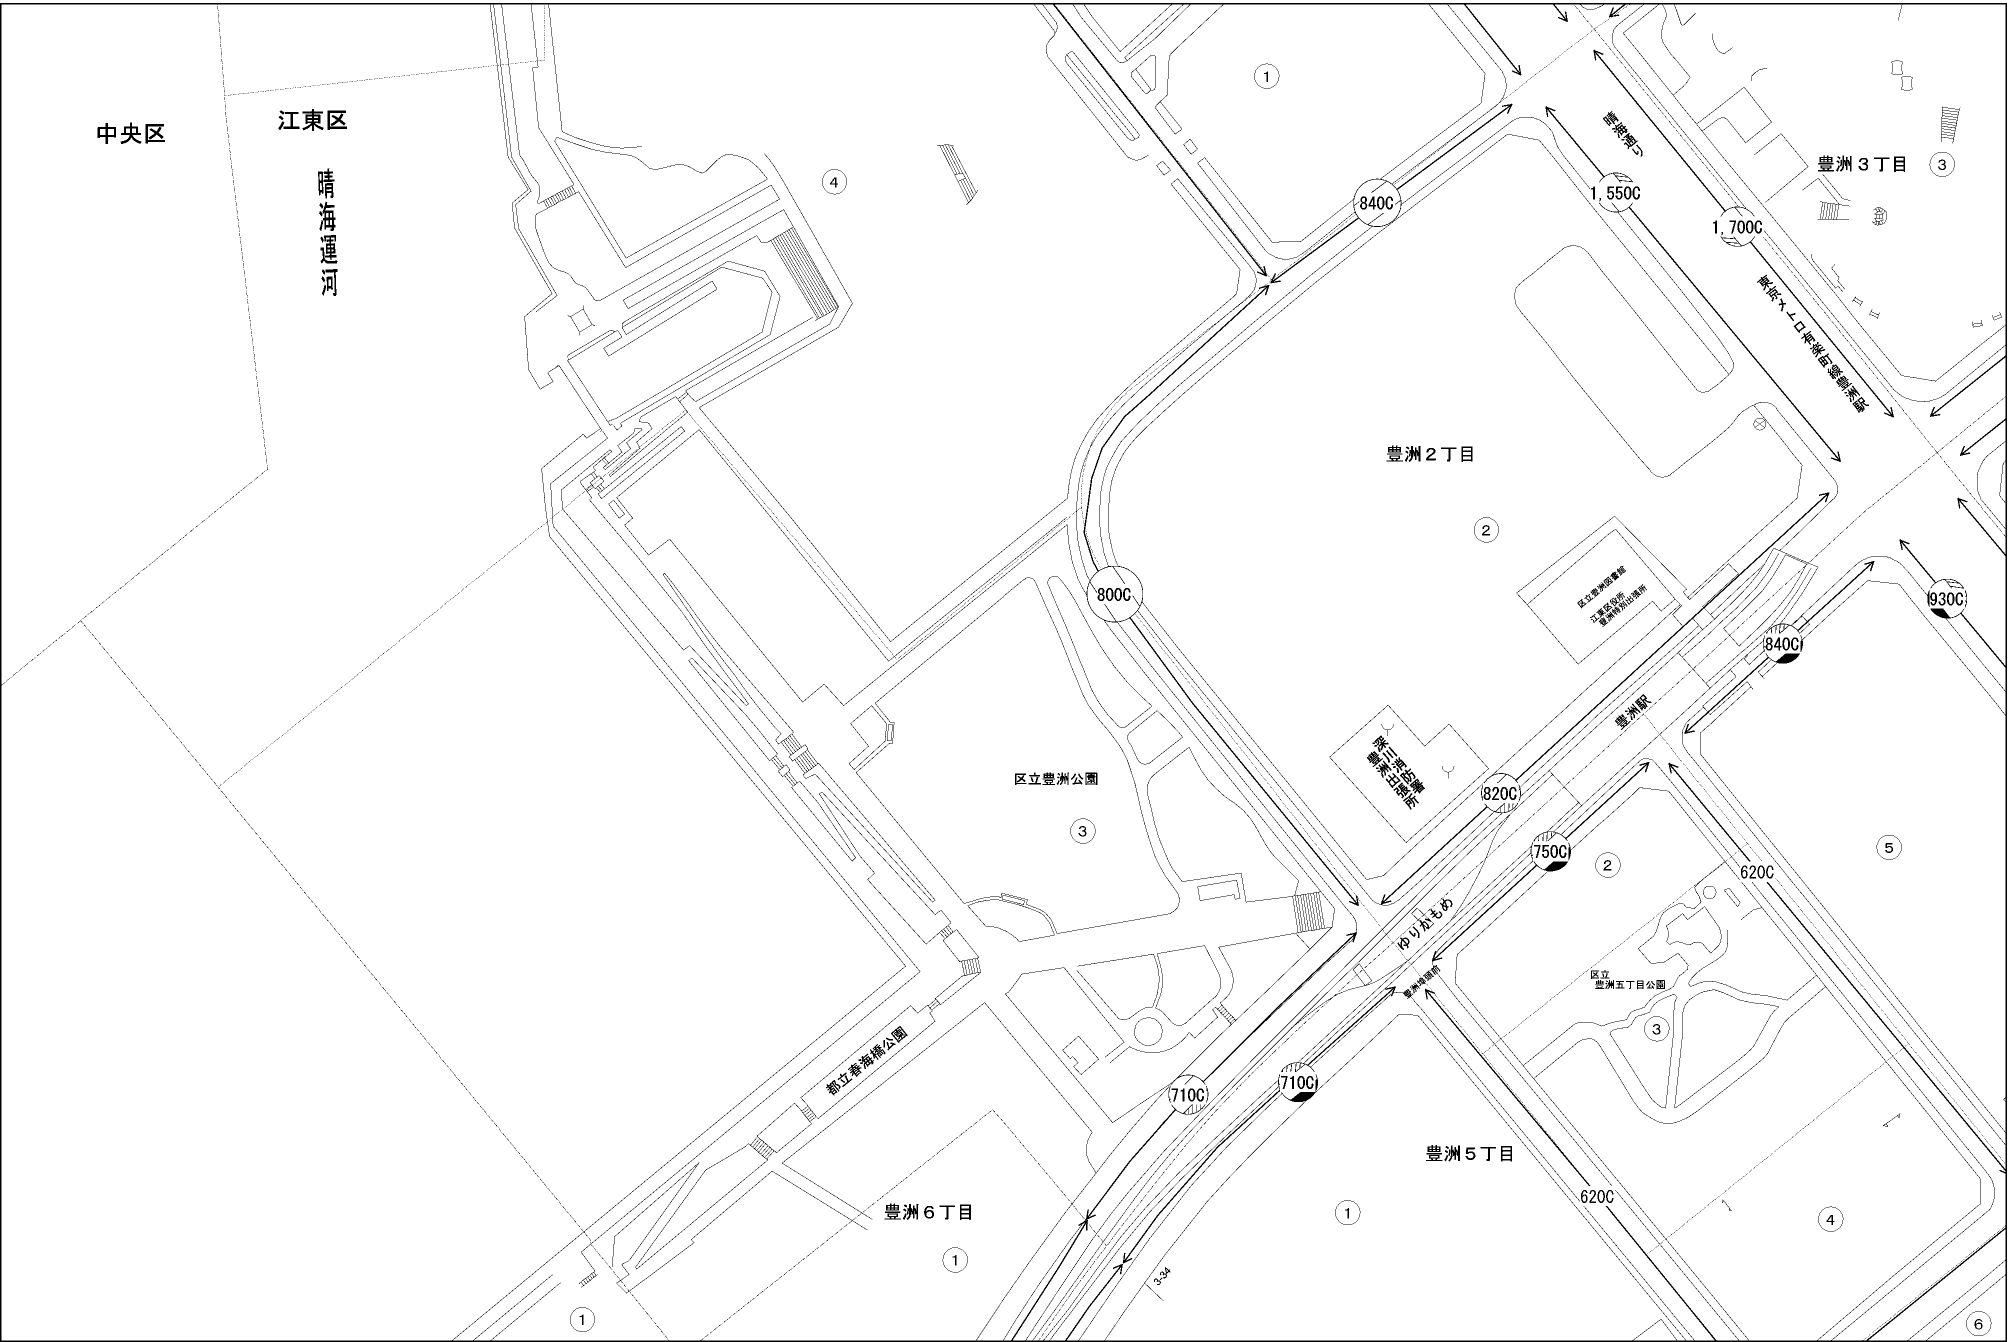 中央区
江東区
晴海運河
①
④
840C
1,550C
1,700C
晴海通り
豊洲３丁目
③
東京メトロ有楽町線豊洲駅
豊洲２丁目
②
800C
区立豊洲図書館
江東区役所
豊洲特別出張所
930C
840C
豊洲駅
深川消防署
豊洲出張所
820C
750C
②
620C
⑤
区立豊洲公園
③
ゆりかもめ
豊洲埠頭前
区立
豊洲五丁目公園
③
都立春海橋公園
710C
710C
豊洲５丁目
620C
豊洲６丁目
①
①
④
3-34
①
⑥